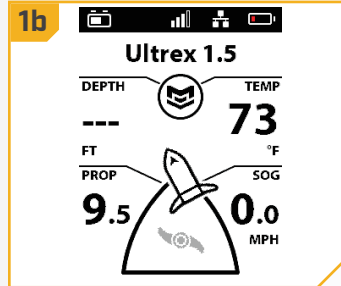 1b
Ultrex 1.5
DEPTH TEMP
--- 73
FT °F
PROP SOG
9.5 0.0
MPH